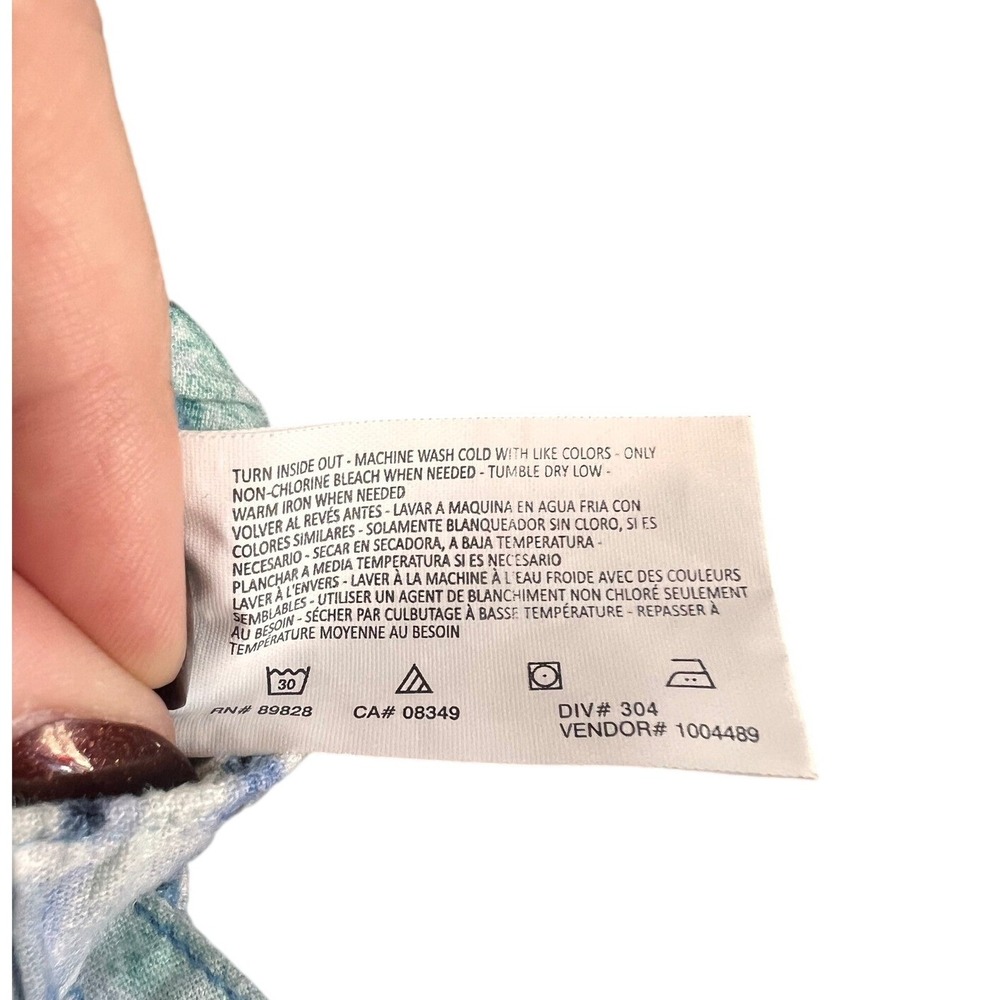 TURN INSIDE OUT - MACHINE WASH COLD WITH LIKE COLORS - ONLY
NON-CHLORINE BLEACH WHEN NEEDED - TUMBLE DRY LOW -
WARM IRON WHEN NEEDED
VOLVER AL REVÉS ANTES - LAVAR A MAQUINA EN AGUA FRIA CON
COLORES SIMILARES - SOLAMENTE BLANQUEADOR SIN CLORO, SI ES
NECESARIO - SECAR EN SECADORA, A BAJA TEMPERATURA -
PLANCHAR A MEDIA TEMPERATURA SI ES NECESARIO
LAVER À L'ENVERS - LAVER À LA MACHINE À L'EAU FROIDE AVEC DES COULEURS
SEMBLABLES - UTILISER UN AGENT DE BLANCHIMENT NON CHLORÉ SEULEMENT
AU BESOIN - SÉCHER PAR CULBUTAGE À BASSE TEMPÉRATURE - REPASSER À
TEMPÉRATURE MOYENNE AU BESOIN
30
RN# 89828 CA# 08349 DIV# 304
VENDOR# 1004489